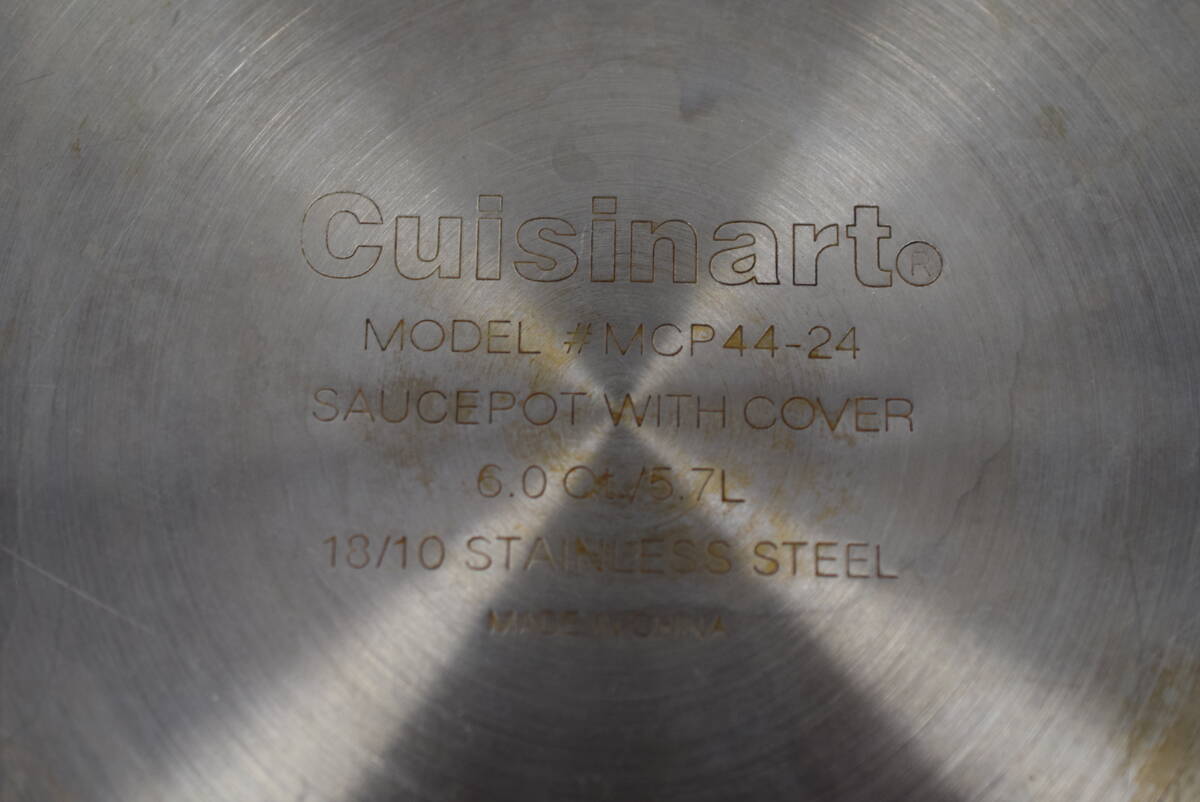 Cuisinart®
MODEL #MCP44-24
SAUCEPOT WITH COVER
6.0 Qt./5.7L
18/10 STAINLESS STEEL
MADE IN CHINA